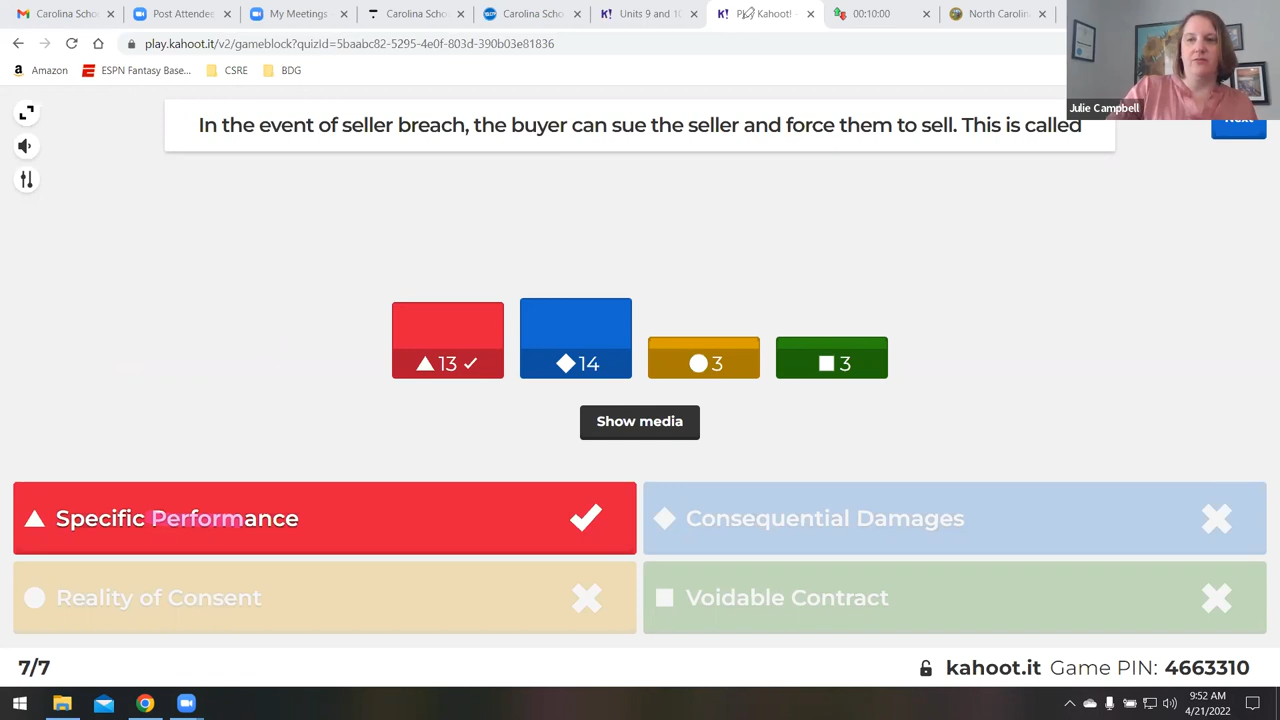 Carolina Scho
Post Attendee
My Meetings
Carolina Scho
Carolina Scho
K! Units 9 and 10
K! Kahoot!
00:10:00
North Carolin
play.kahoot.it/v2/gameblock?quizId=5baabc82-5295-4e0f-803d-390b03e81836
Amazon
ESPN Fantasy Base...
CSRE
BDG
Julie Campbell
In the event of seller breach, the buyer can sue the seller and force them to sell. This is called
Next
13
14
3
3
Show media
Specific Performance
Consequential Damages
Reality of Consent
Voidable Contract
7/7
kahoot.it Game PIN: 4663310
9:52 AM
4/21/2022